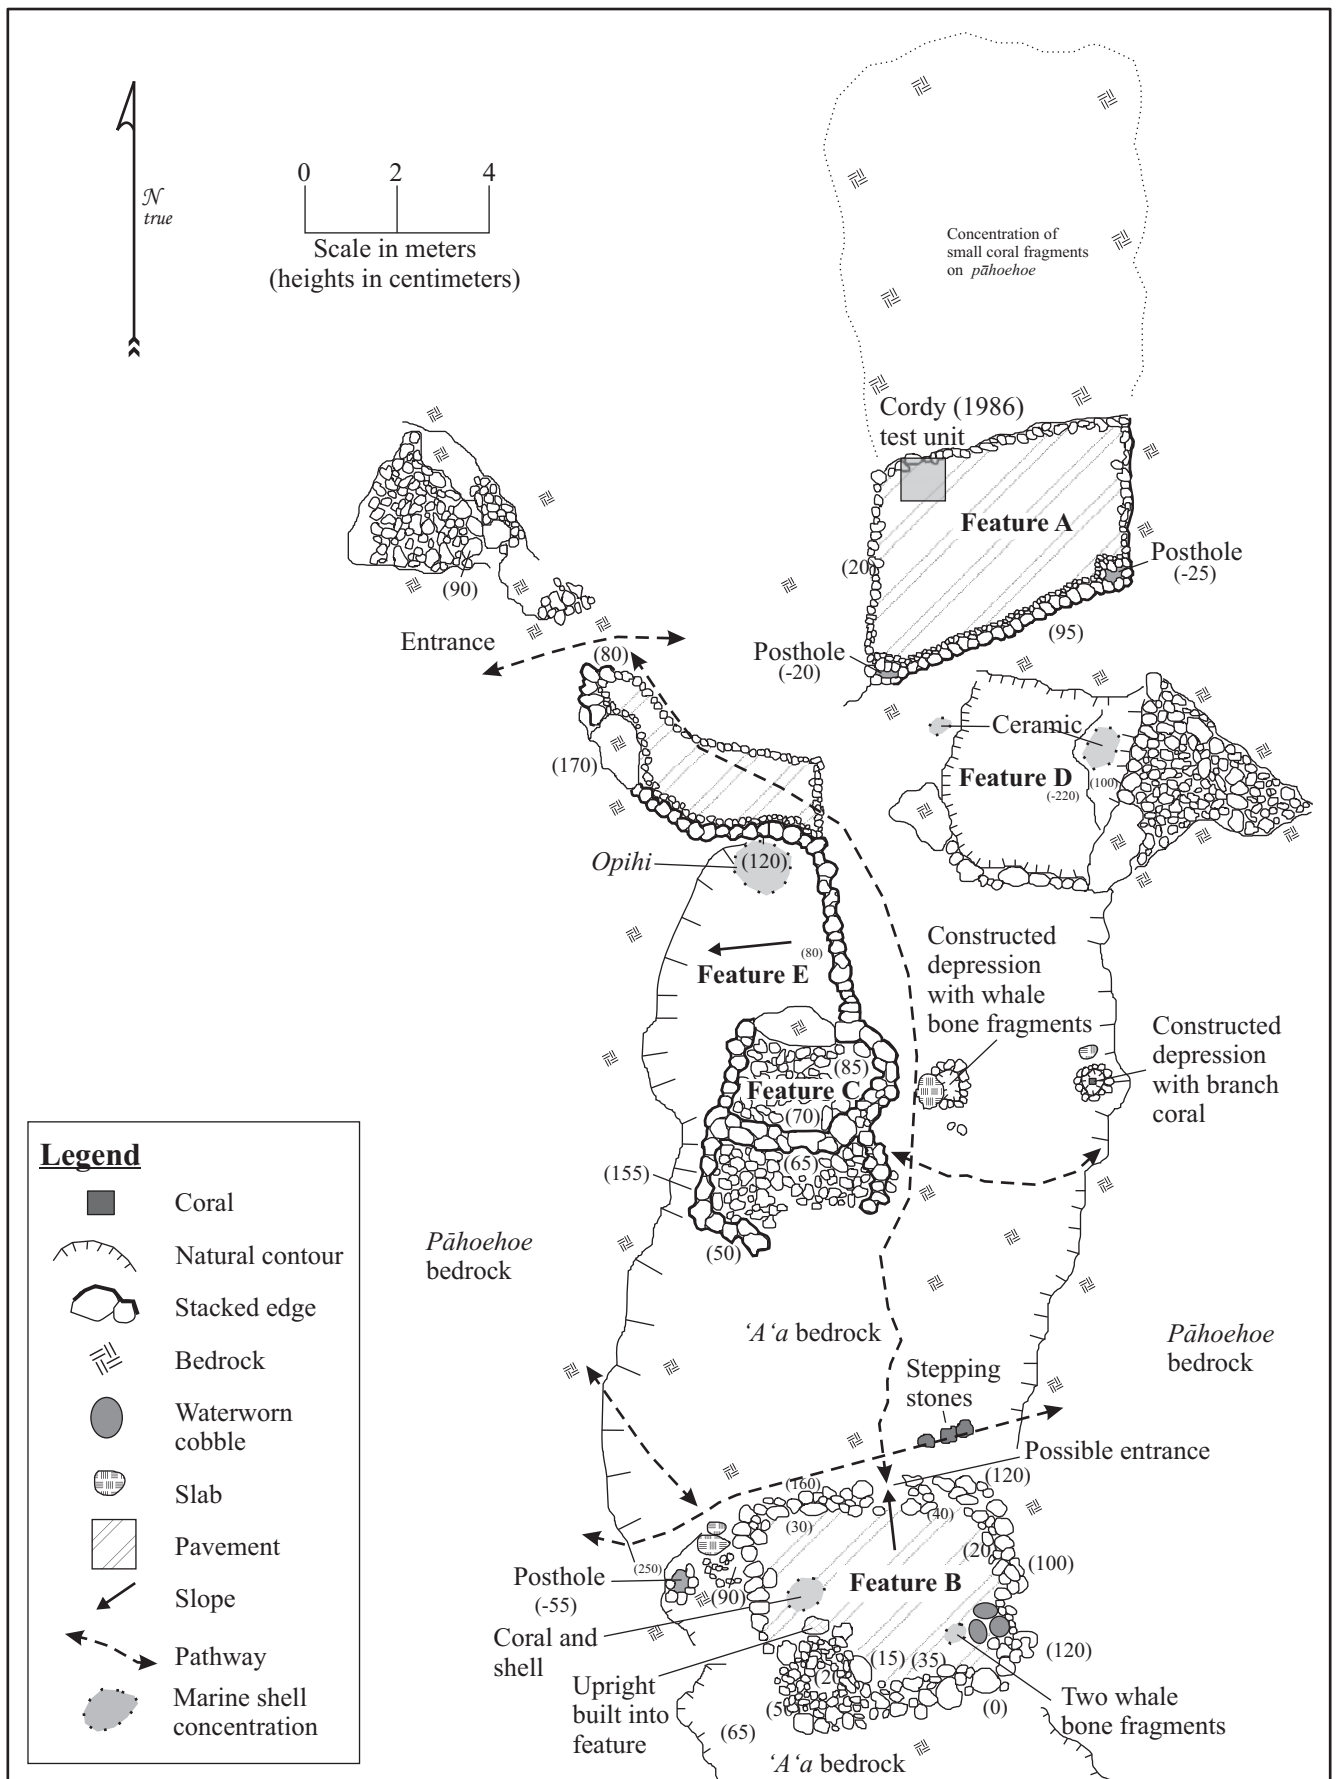 N
true
0 2 4
Scale in meters
(heights in centimeters)
Concentration of
small coral fragments
on pāhoehoe
Cordy (1986)
test unit
Feature A
Posthole
(-25)
(20)
(95)
Posthole
(-20)
(90)
Entrance
(80)
(170)
Ceramic
Feature D
(-220)
(100)
Opihi
(120)
(80)
Feature E
Constructed
depression
with whale
bone fragments
Constructed
depression
with branch
coral
(85)
Feature C
(70)
(65)
(155)
(50)
Pāhoehoe
bedrock
‘A‘a bedrock
Pāhoehoe
bedrock
Stepping
stones
Possible entrance
(120)
(160)
(30)
(40)
(20)
(100)
Feature B
(250)
(90)
Posthole
(-55)
Coral and
shell
Upright
built into
feature
(15)
(35)
(120)
(20
(50
(0)
(65)
Two whale
bone fragments
‘A‘a bedrock
Legend
Coral
Natural contour
Stacked edge
Bedrock
Waterworn
cobble
Slab
Pavement
Slope
Pathway
Marine shell
concentration